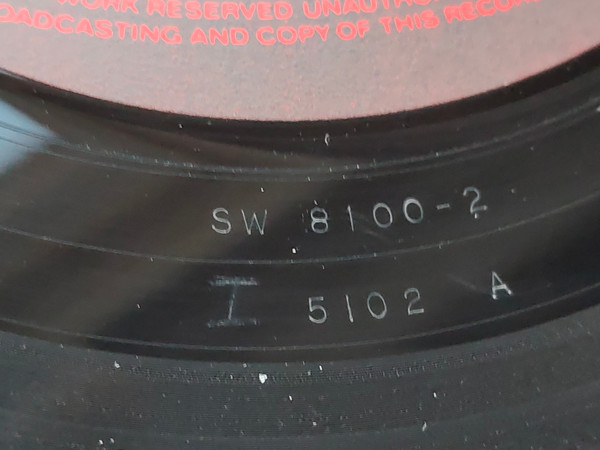 WORK RESERVED UNAUTHO
OADCASTING AND COPY OF THIS RECO
SW 8100-2
I 5102 A